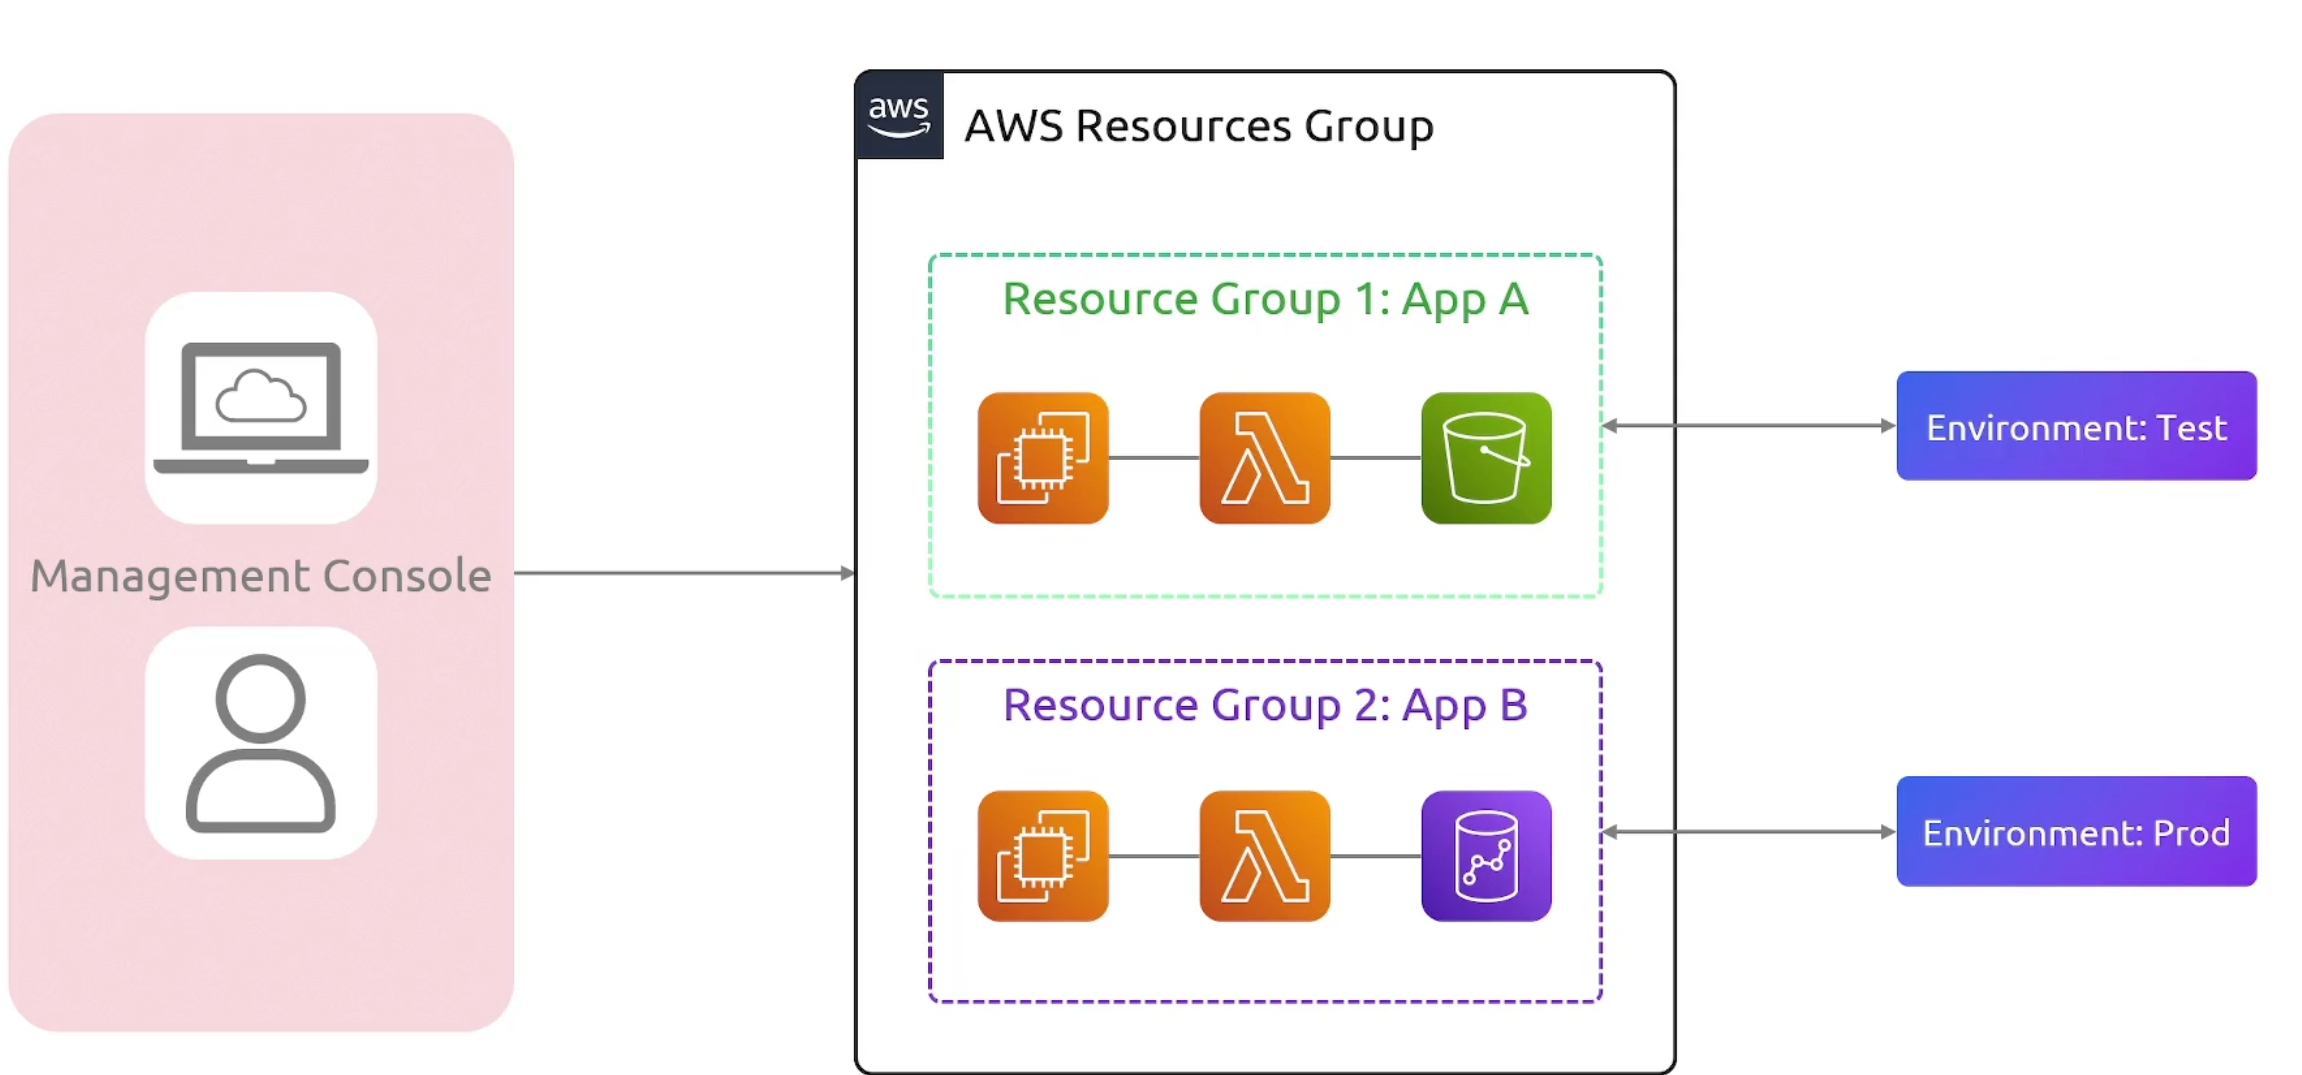 aws
AWS Resources Group
Resource Group 1: App A
Environment: Test
Management Console
Resource Group 2: App B
Environment: Prod